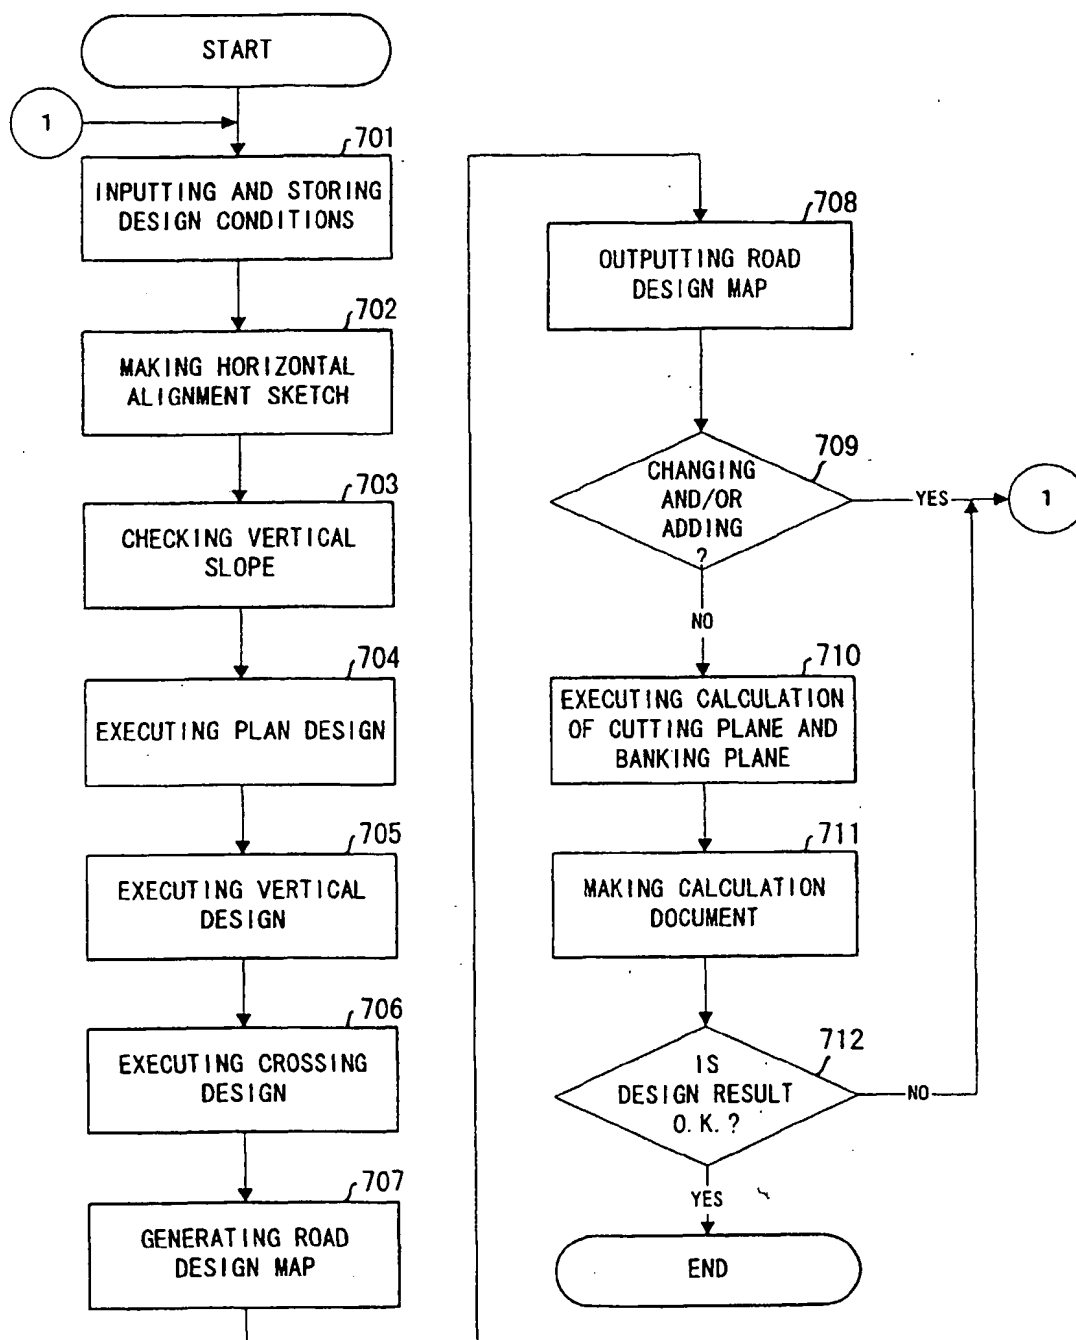 START
1
701
INPUTTING AND STORING
DESIGN CONDITIONS
702
MAKING HORIZONTAL
ALIGNMENT SKETCH
703
CHECKING VERTICAL
SLOPE
704
EXECUTING PLAN DESIGN
705
EXECUTING VERTICAL
DESIGN
706
EXECUTING CROSSING
DESIGN
707
GENERATING ROAD
DESIGN MAP
708
OUTPUTTING ROAD
DESIGN MAP
709
CHANGING
AND/OR
ADDING
?
YES
1
NO
710
EXECUTING CALCULATION
OF CUTTING PLANE AND
BANKING PLANE
711
MAKING CALCULATION
DOCUMENT
712
IS
DESIGN RESULT
O.K.?
NO
YES
END